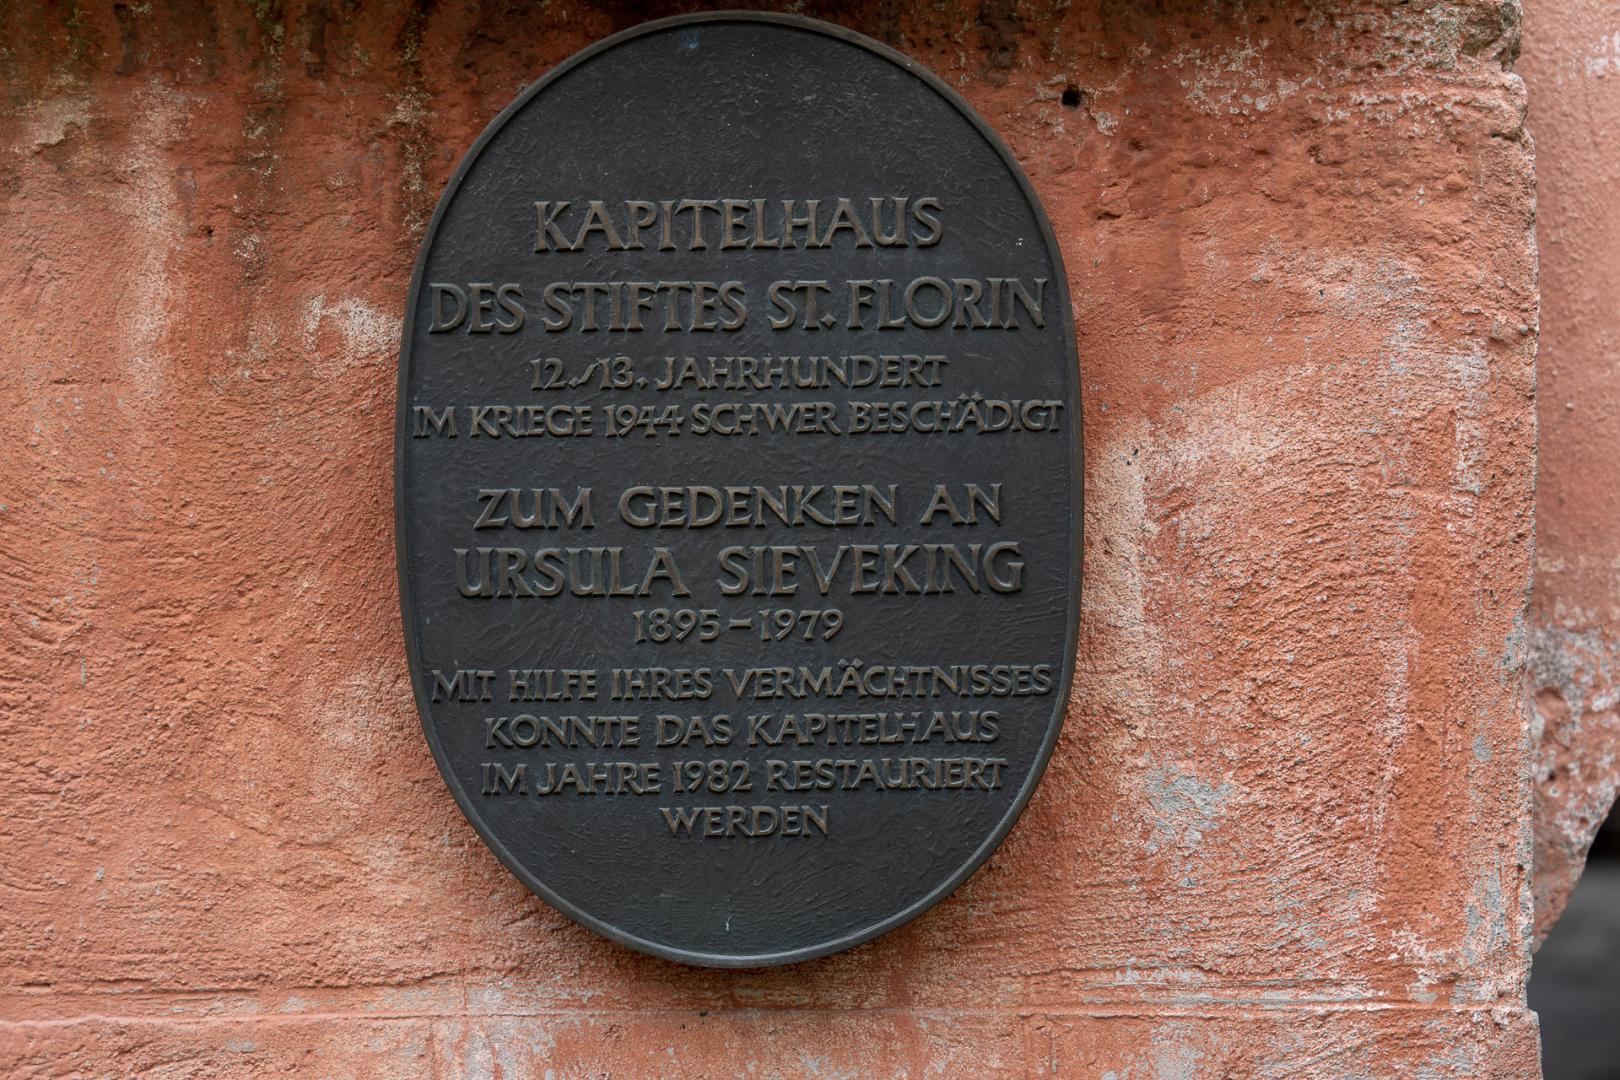 KAPITELHAUS
DES STIFTES ST. FLORIN
12./13. JAHRHUNDERT
IM KRIEGE 1944 SCHWER BESCHÄDIGT
ZUM GEDENKEN AN
URSULA SIEVEKING
1895 – 1979
MIT HILFE IHRES VERMÄCHTNISSES
KONNTE DAS KAPITELHAUS
IM JAHRE 1982 RESTAURIERT
WERDEN